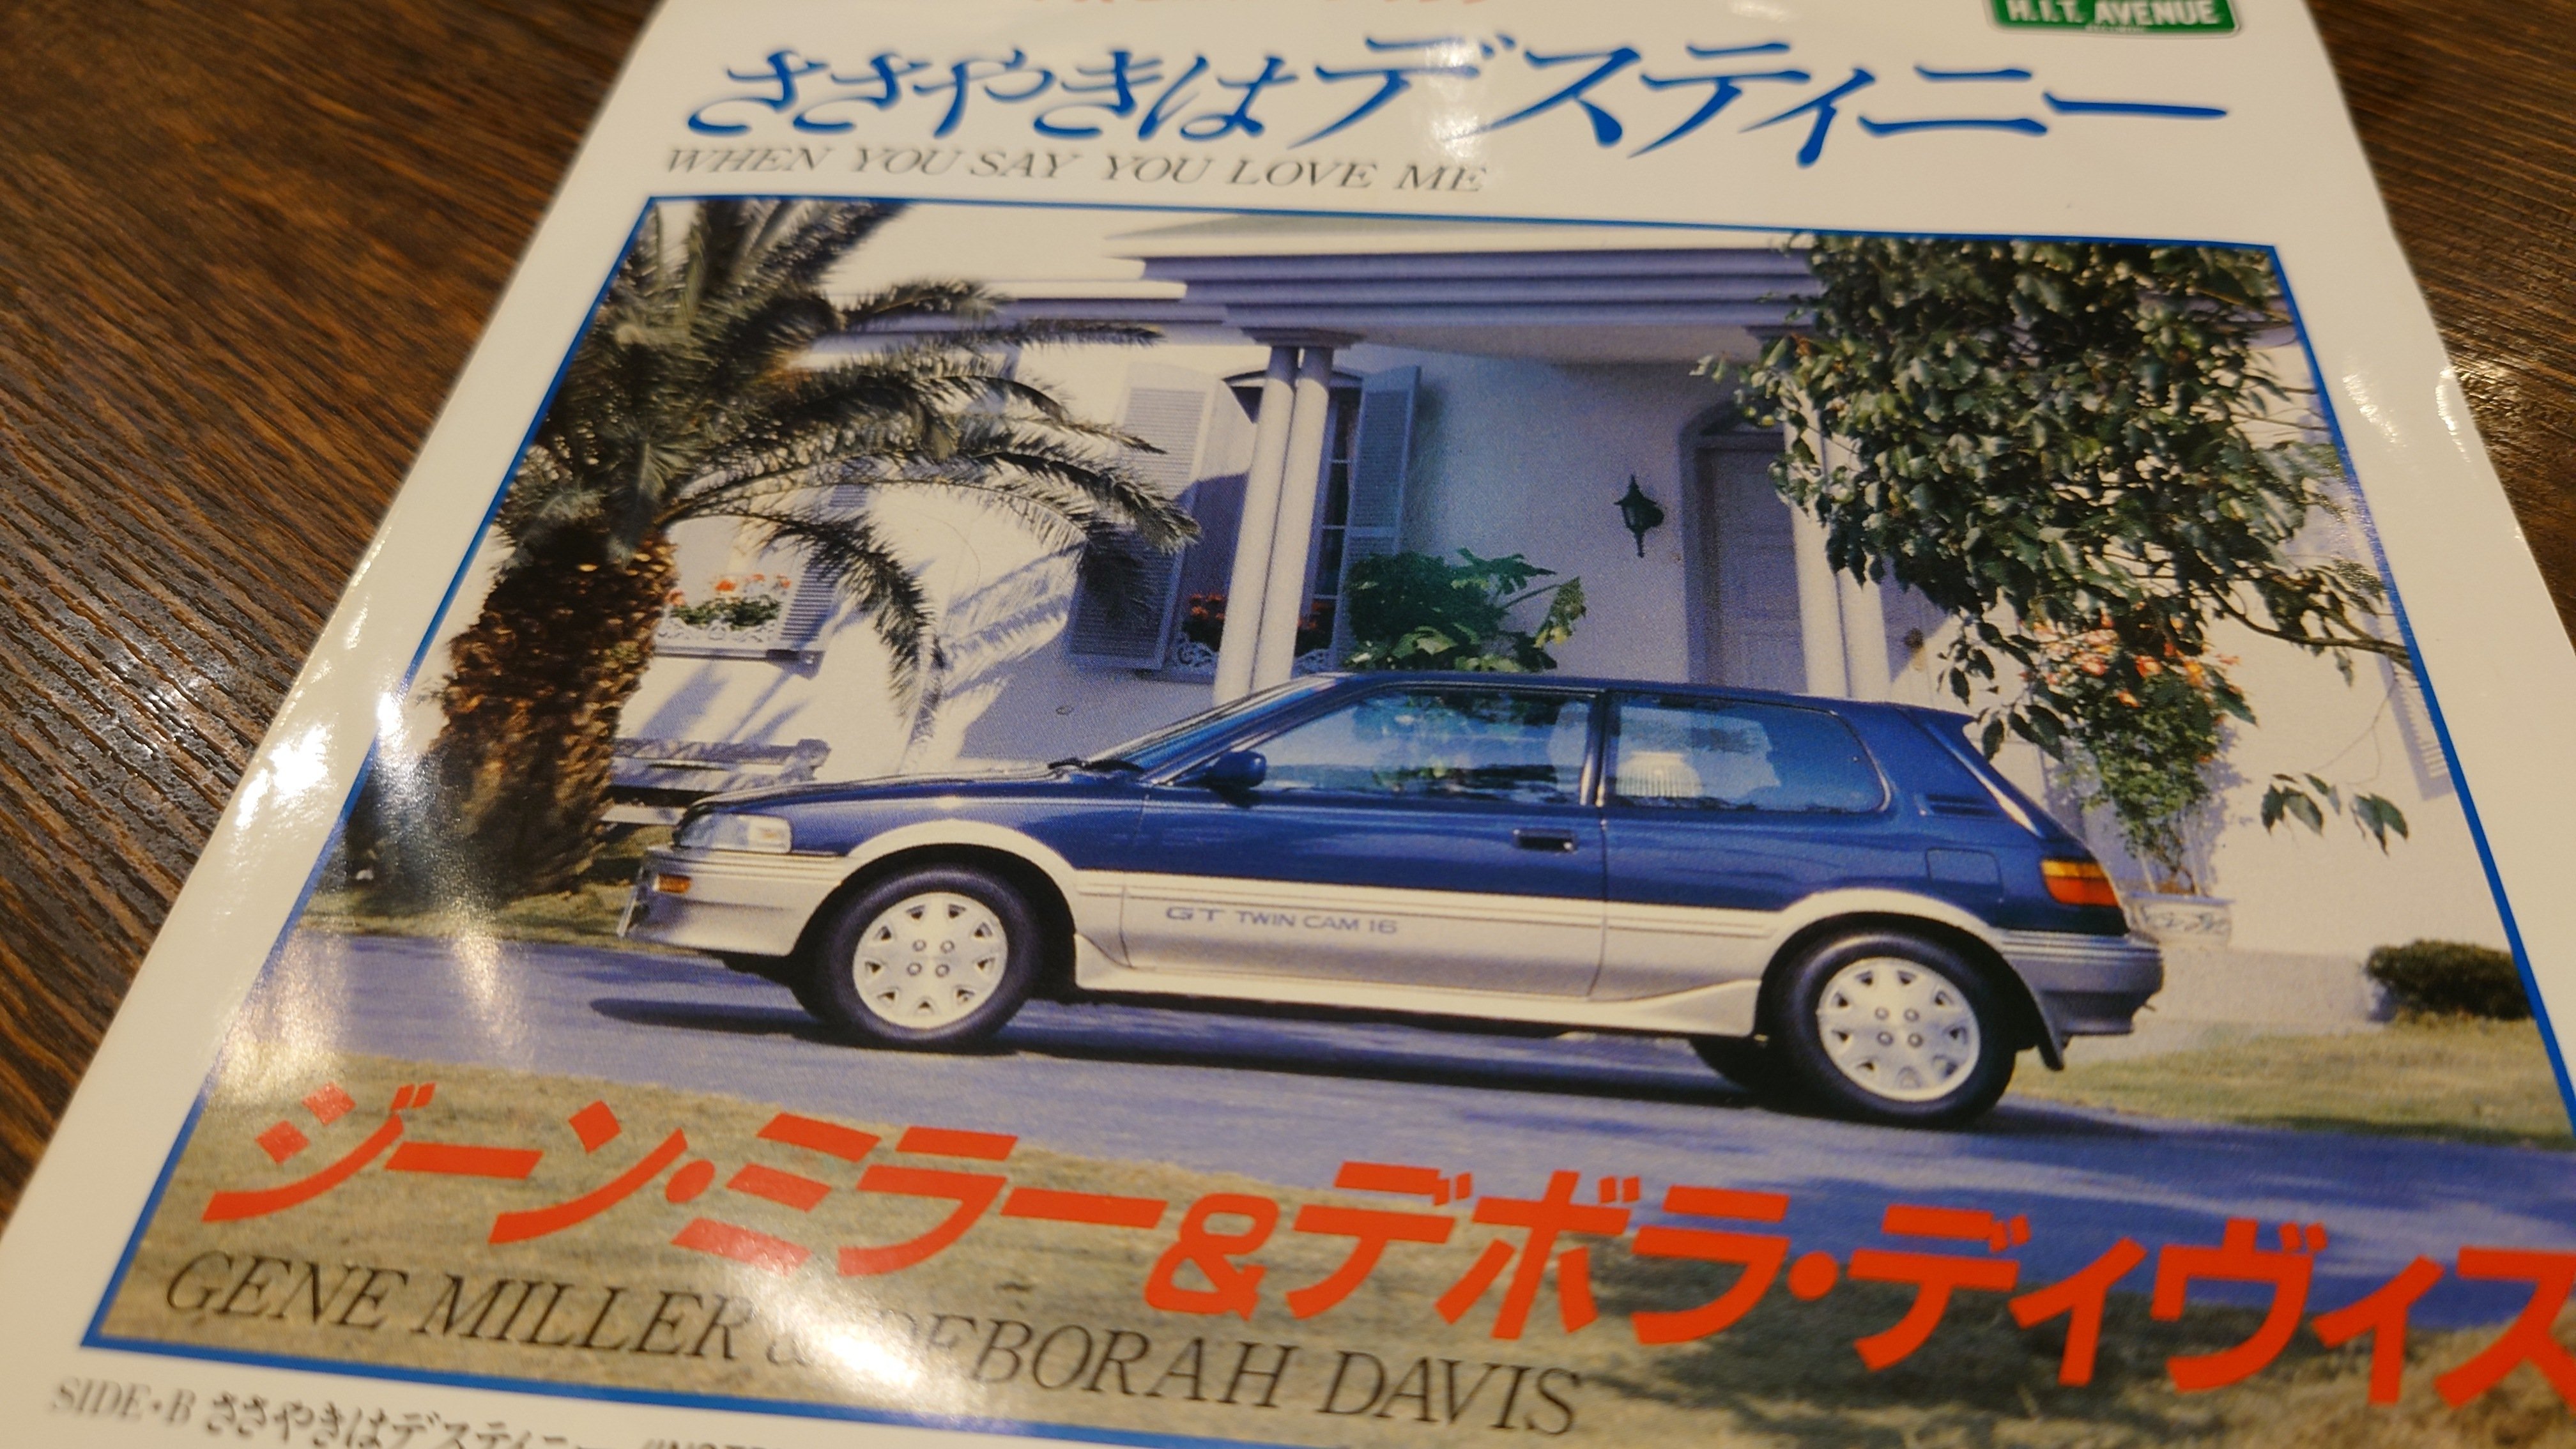 H.I.T. AVENUE
ささやきはデスティニー
WHEN YOU SAY YOU LOVE ME
GT TWIN CAM 16
ジーン・ミラー&デボラ・ディヴィス
GENE MILLER & DEBORAH DAVIS
SIDE・B ささやきはデスティニー